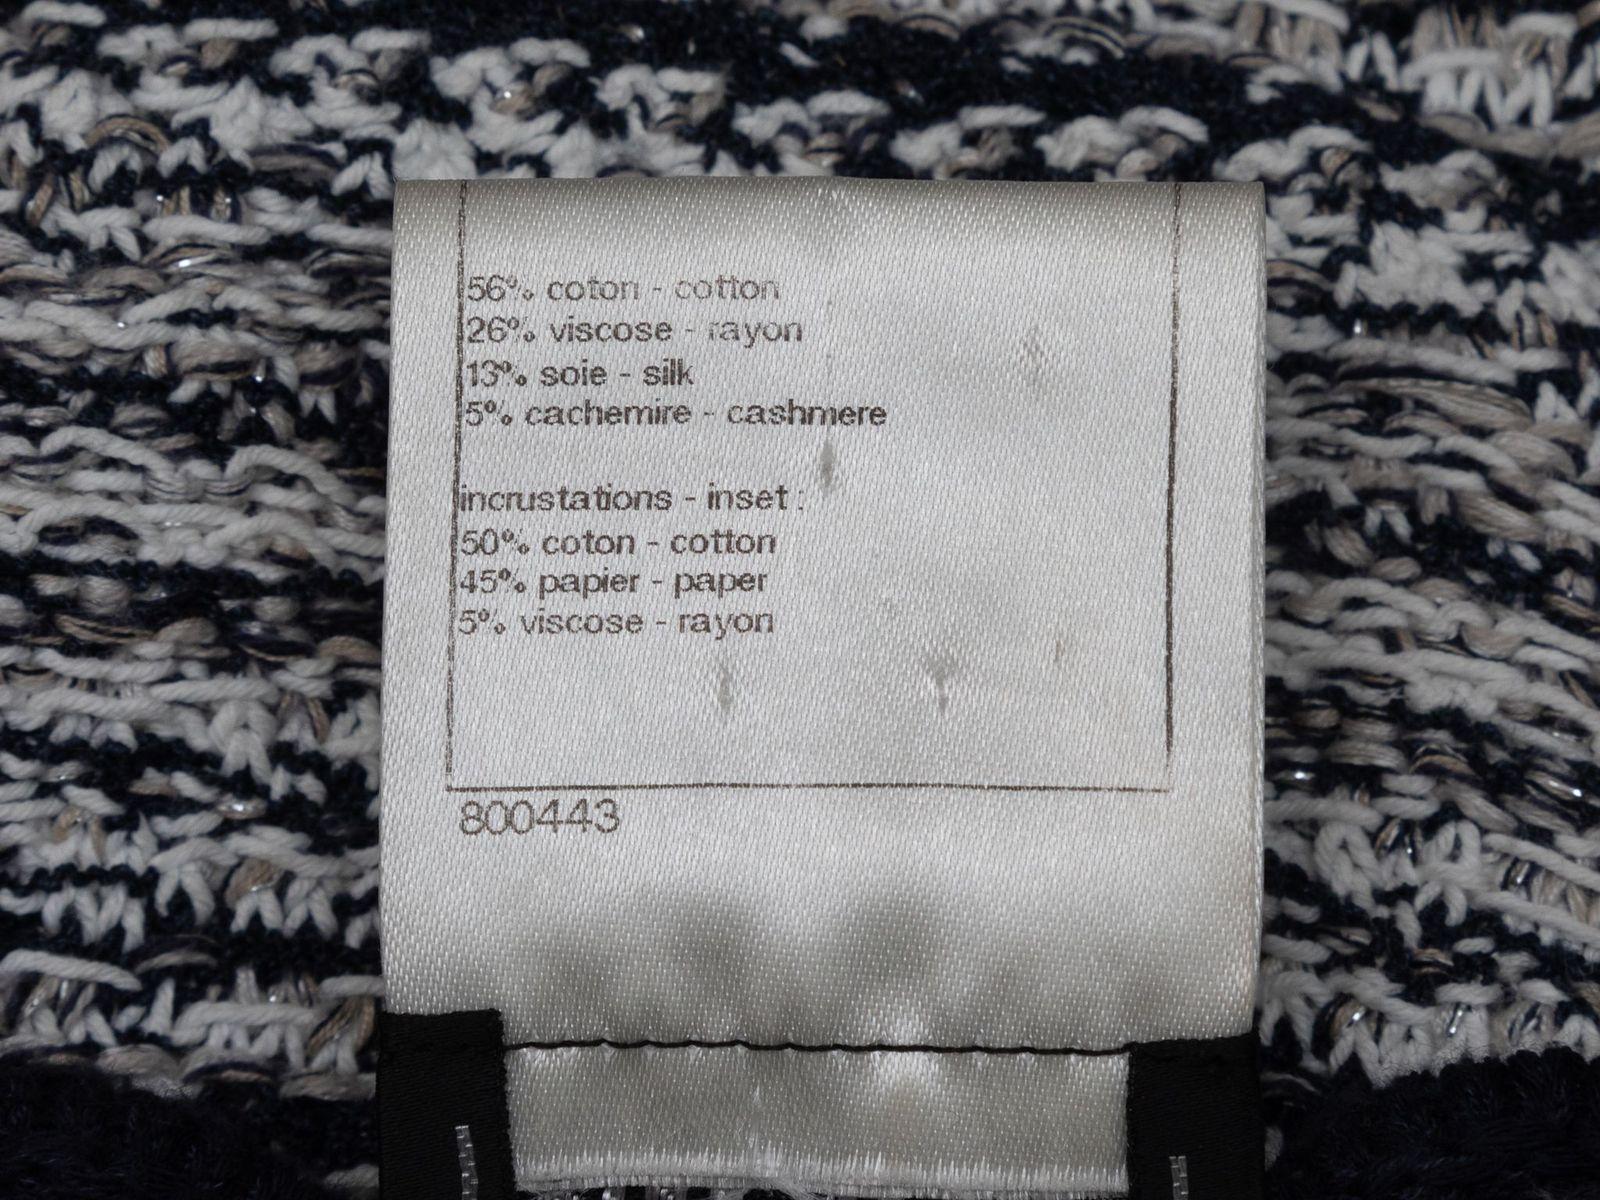 56% coton - cotton
26% viscose - rayon
13% soie - silk
5% cachemire - cashmere
incrustations - inset :
50% coton - cotton
45% papier - paper
5% viscose - rayon
800443